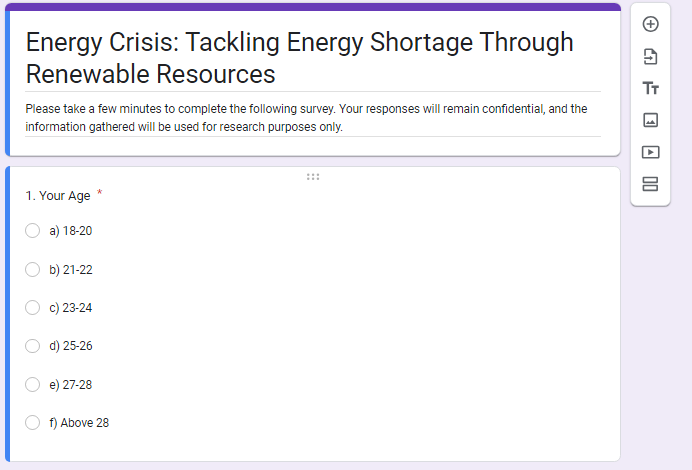 Energy Crisis: Tackling Energy Shortage Through
Renewable Resources
Please take a few minutes to complete the following survey. Your responses will remain confidential, and the
information gathered will be used for research purposes only.
1. Your Age *
a) 18-20
b) 21-22
c) 23-24
d) 25-26
e) 27-28
f) Above 28
Tт